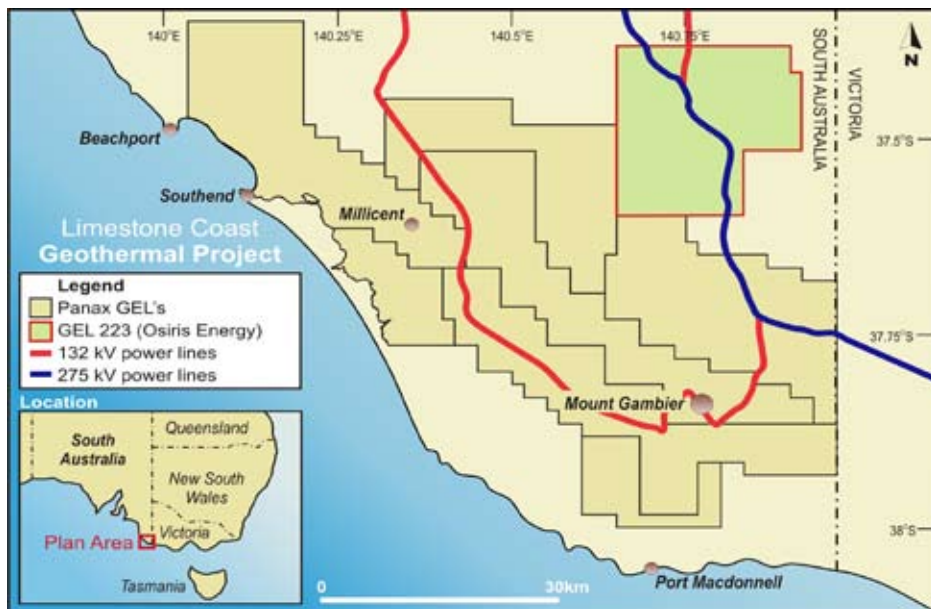 140°E
140.25°E
140.5°E
140.75°E
N
SOUTH AUSTRALIA
VICTORIA
37.5°S
Beachport
Southend
Millicent
Limestone Coast
Geothermal Project
Legend
Panax GEL's
GEL 223 (Osiris Energy)
132 kV power lines
275 kV power lines
37.75°S
Mount Gambier
Location
South
Australia
Queensland
New South
Wales
Victoria
Plan Area
Tasmania
38°S
0
30km
Port Macdonnell